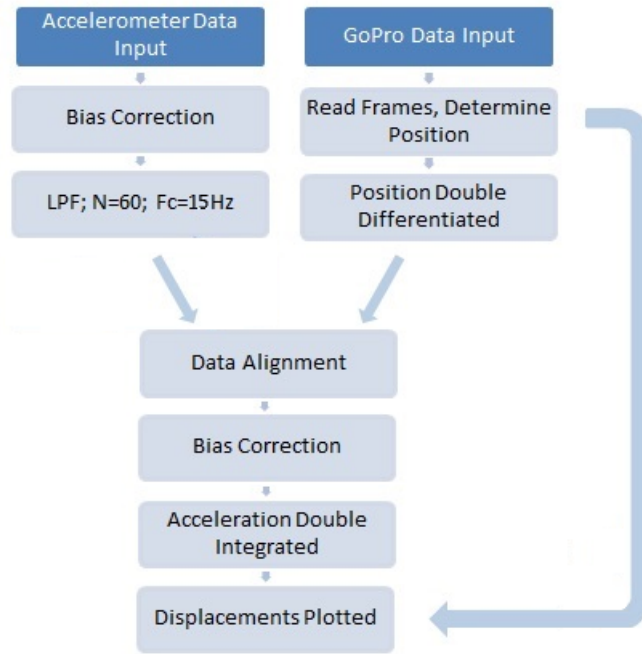 Accelerometer Data
Input
Bias Correction
LPF; N=60; Fc=15Hz
GoPro Data Input
Read Frames, Determine
Position
Position Double
Differentiated
Data Alignment
Bias Correction
Acceleration Double
Integrated
Displacements Plotted